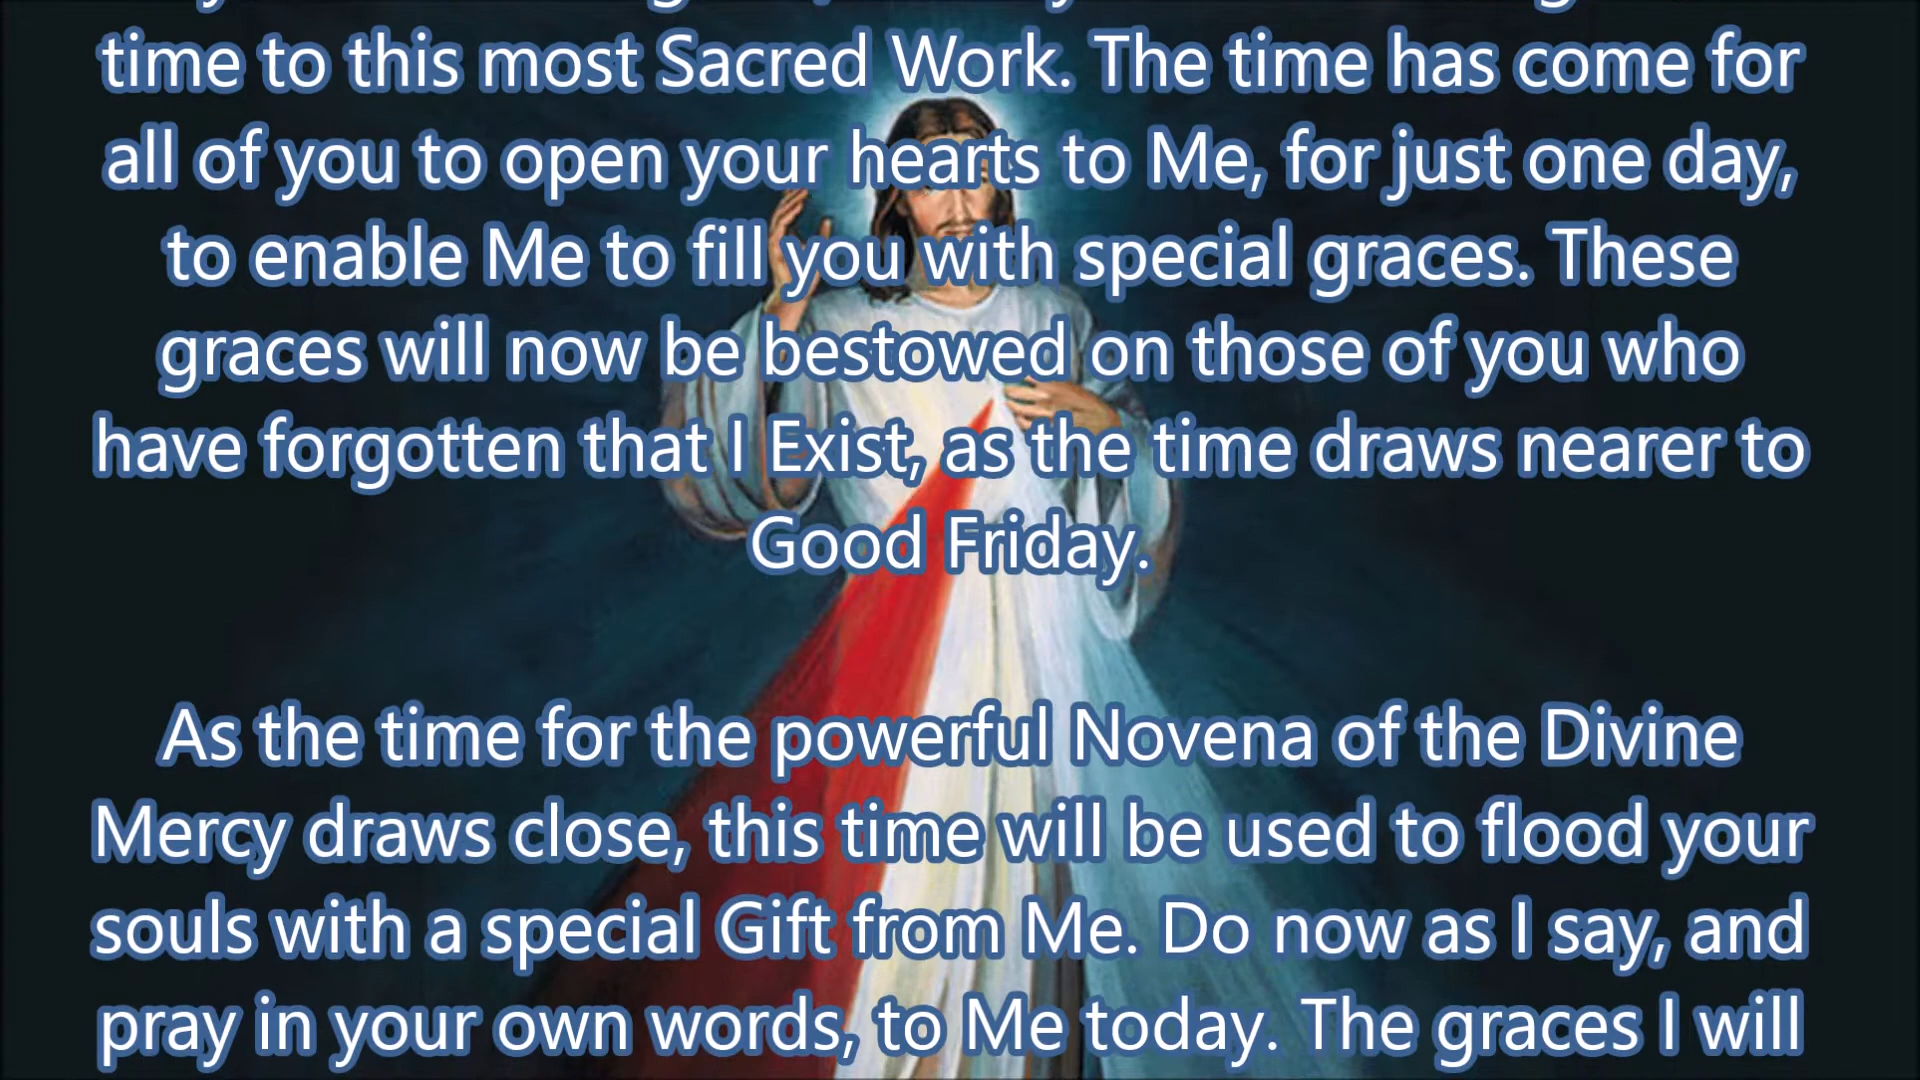 time to this most Sacred Work. The time has come for
all of you to open your hearts to Me, for just one day,
to enable Me to fill you with special graces. These
graces will now be bestowed on those of you who
have forgotten that I Exist, as the time draws nearer to
Good Friday.
As the time for the powerful Novena of the Divine
Mercy draws close, this time will be used to flood your
souls with a special Gift from Me. Do now as I say, and
pray in your own words, to Me today. The graces I will